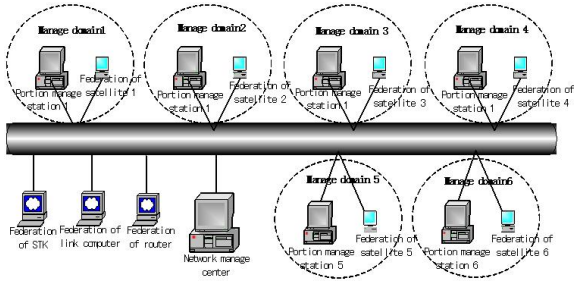 Manage domain1
Federation of
satellite 1
Portion manage
station 1
Manage domain2
Federation of
satellite 2
Portion manage
station 1
Manage domain 3
Federation of
satellite 3
Portion manage
station 1
Manage domain 4
Federation of
satellite 4
Portion manage
station 1
Federation
of STK
Federation of
link computer
Federation
of router
Network manage
center
Manage domain 5
Portion manage
station 5
Federation of
satellite 5
Manage domain6
Portion manage
station 6
Federation of
satellite 6